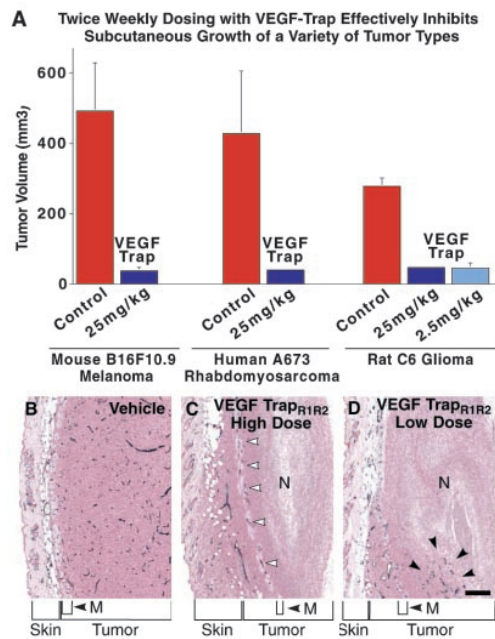 A
Twice Weekly Dosing with VEGF-Trap Effectively Inhibits
Subcutaneous Growth of a Variety of Tumor Types
Tumor Volume (mm3)
600
400
200
0
VEGF
Trap
VEGF
Trap
VEGF
Trap
Control
25mg/kg
Control
25mg/kg
Control
25mg/kg
2.5mg/kg
Mouse B16F10.9
Melanoma
Human A673
Rhabdomyosarcoma
Rat C6 Glioma
B
Vehicle
C
VEGF TrapR1R2
High Dose
N
D
VEGF TrapR1R2
Low Dose
N
M
Skin
Tumor
M
Skin
Tumor
M
Skin
Tumor